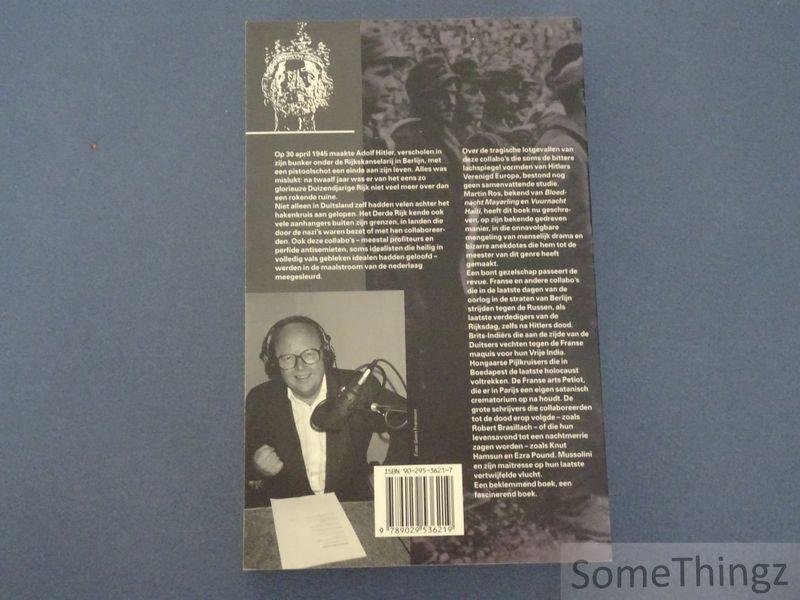 Op 30 april 1945 maakte Adolf Hitler, verscholen in
zijn bunker onder de Rijkskanselarij in Berlijn, met
een pistoolschot een einde aan zijn leven. Alles was
mislukt: na twaalf jaar was er van het eens zo
glorieuze Duizendjarige Rijk niet veel meer over dan
een rokende ruine.
Niet alleen in Duitsland zelf hadden velen achter het
hakenkruis aan gelopen. Het Derde Rijk kende ook
vele aanhangers buiten zijn grenzen, in landen die
door de nazi's waren bezet of met hen collaboreer-
den. Ook deze collabo's – meestal profiteurs en
perfide antisemieten, soms idealisten die heilig in
volledig vals gebleken idealen hadden geloofd –
werden in de maalstroom van de nederlaag
meegesleurd.
Over de tragische lotgevallen van
deze collabo's die soms de bittere
lachspiegel vormden van Hitlers
Verenigd Europa, bestond nog
geen samenvattende studie.
Martin Ros, bekend van Bloed-
nacht Mayerling en Vuurnacht
Haïti, heeft dit boek nu geschre-
ven, op zijn bekende gedreven
manier, in die onnavolgbare
mengeling van menselijk drama en
bizarre anekdotes die hem tot de
meester van dit genre heeft
gemaakt.
Een bont gezelschap passeert de
revue. Franse en andere collabo's
die in de laatste dagen van de
oorlog in de straten van Berlijn
strijden tegen de Russen, als
laatste verdedigers van de
Rijksdag, zelfs na Hitlers dood.
Brits-Indiërs die aan de zijde van de
Duitsers vechten tegen de Franse
maquis voor hun Vrije India.
Hongaarse Pijlkruisers die in
Boedapest de laatste holocaust
voltrekken. De Franse arts Petiot,
die er in Parijs een eigen satanisch
crematorium op na houdt. De
grote schrijvers die collaboreerden
tot de dood erop volgde – zoals
Robert Brasillach – of die hun
levensavond tot een nachtmerrie
zagen worden – zoals Knut
Hamsun en Ezra Pound. Mussolini
en zijn maitresse op hun laatste
vertwijfelde vlucht.
Een beklemmend boek, een
fascinerend boek.
ISBN 90-295-3621-7
9 789029 536219
SomeThingz